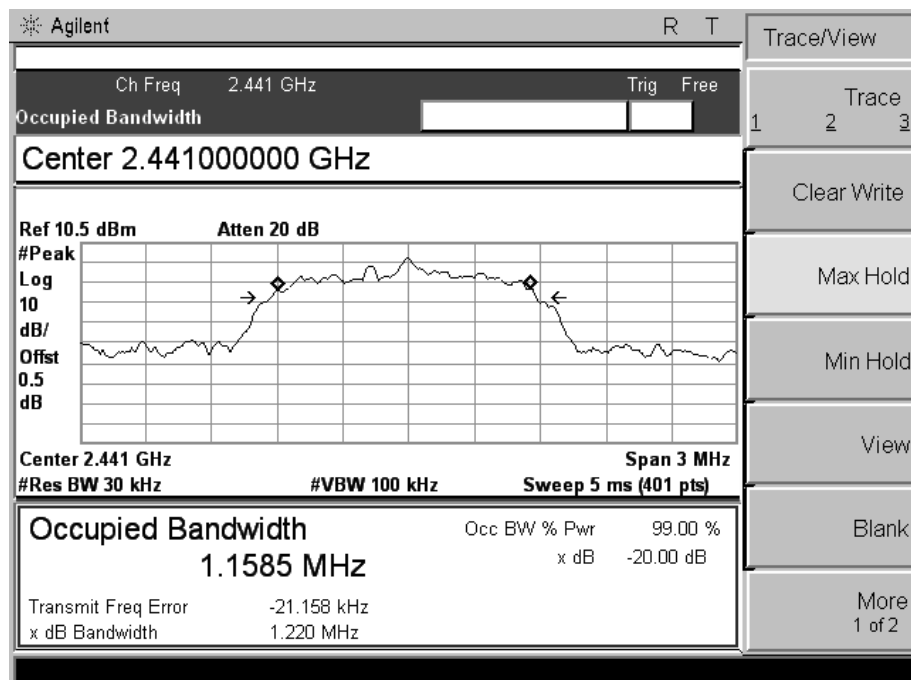 Agilent R T
Ch Freq 2.441 GHz Trig Free
Occupied Bandwidth
Center 2.441000000 GHz
Ref 10.5 dBm Atten 20 dB
#Peak
Log
10
dB/
Offst
0.5
dB
Center 2.441 GHz Span 3 MHz
#Res BW 30 kHz #VBW 100 kHz Sweep 5 ms (401 pts)
Occupied Bandwidth Occ BW % Pwr 99.00 %
1.1585 MHz x dB -20.00 dB
Transmit Freq Error -21.158 kHz
x dB Bandwidth 1.220 MHz
Trace/View
Trace
1 2 3
Clear Write
Max Hold
Min Hold
View
Blank
More
1 of 2